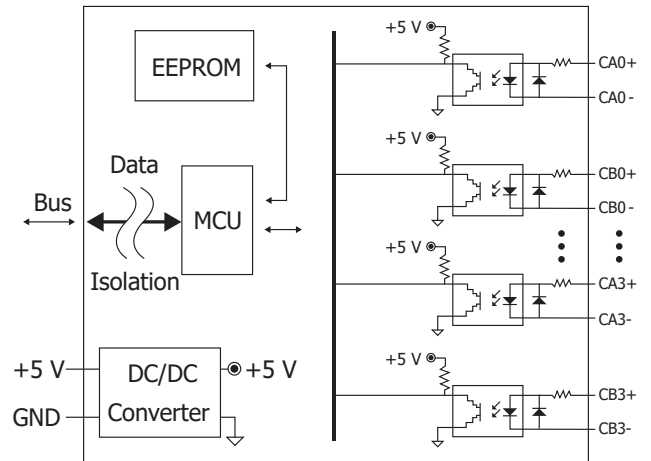 +5 V
CA0+
EEPROM
CA0-
+5 V
Data
CB0+
Bus
MCU
CB0-
+5 V
Isolation
CA3+
CA3-
+5 V
+5 V
DC/DC
+5 V
Converter
GND
CB3+
CB3-